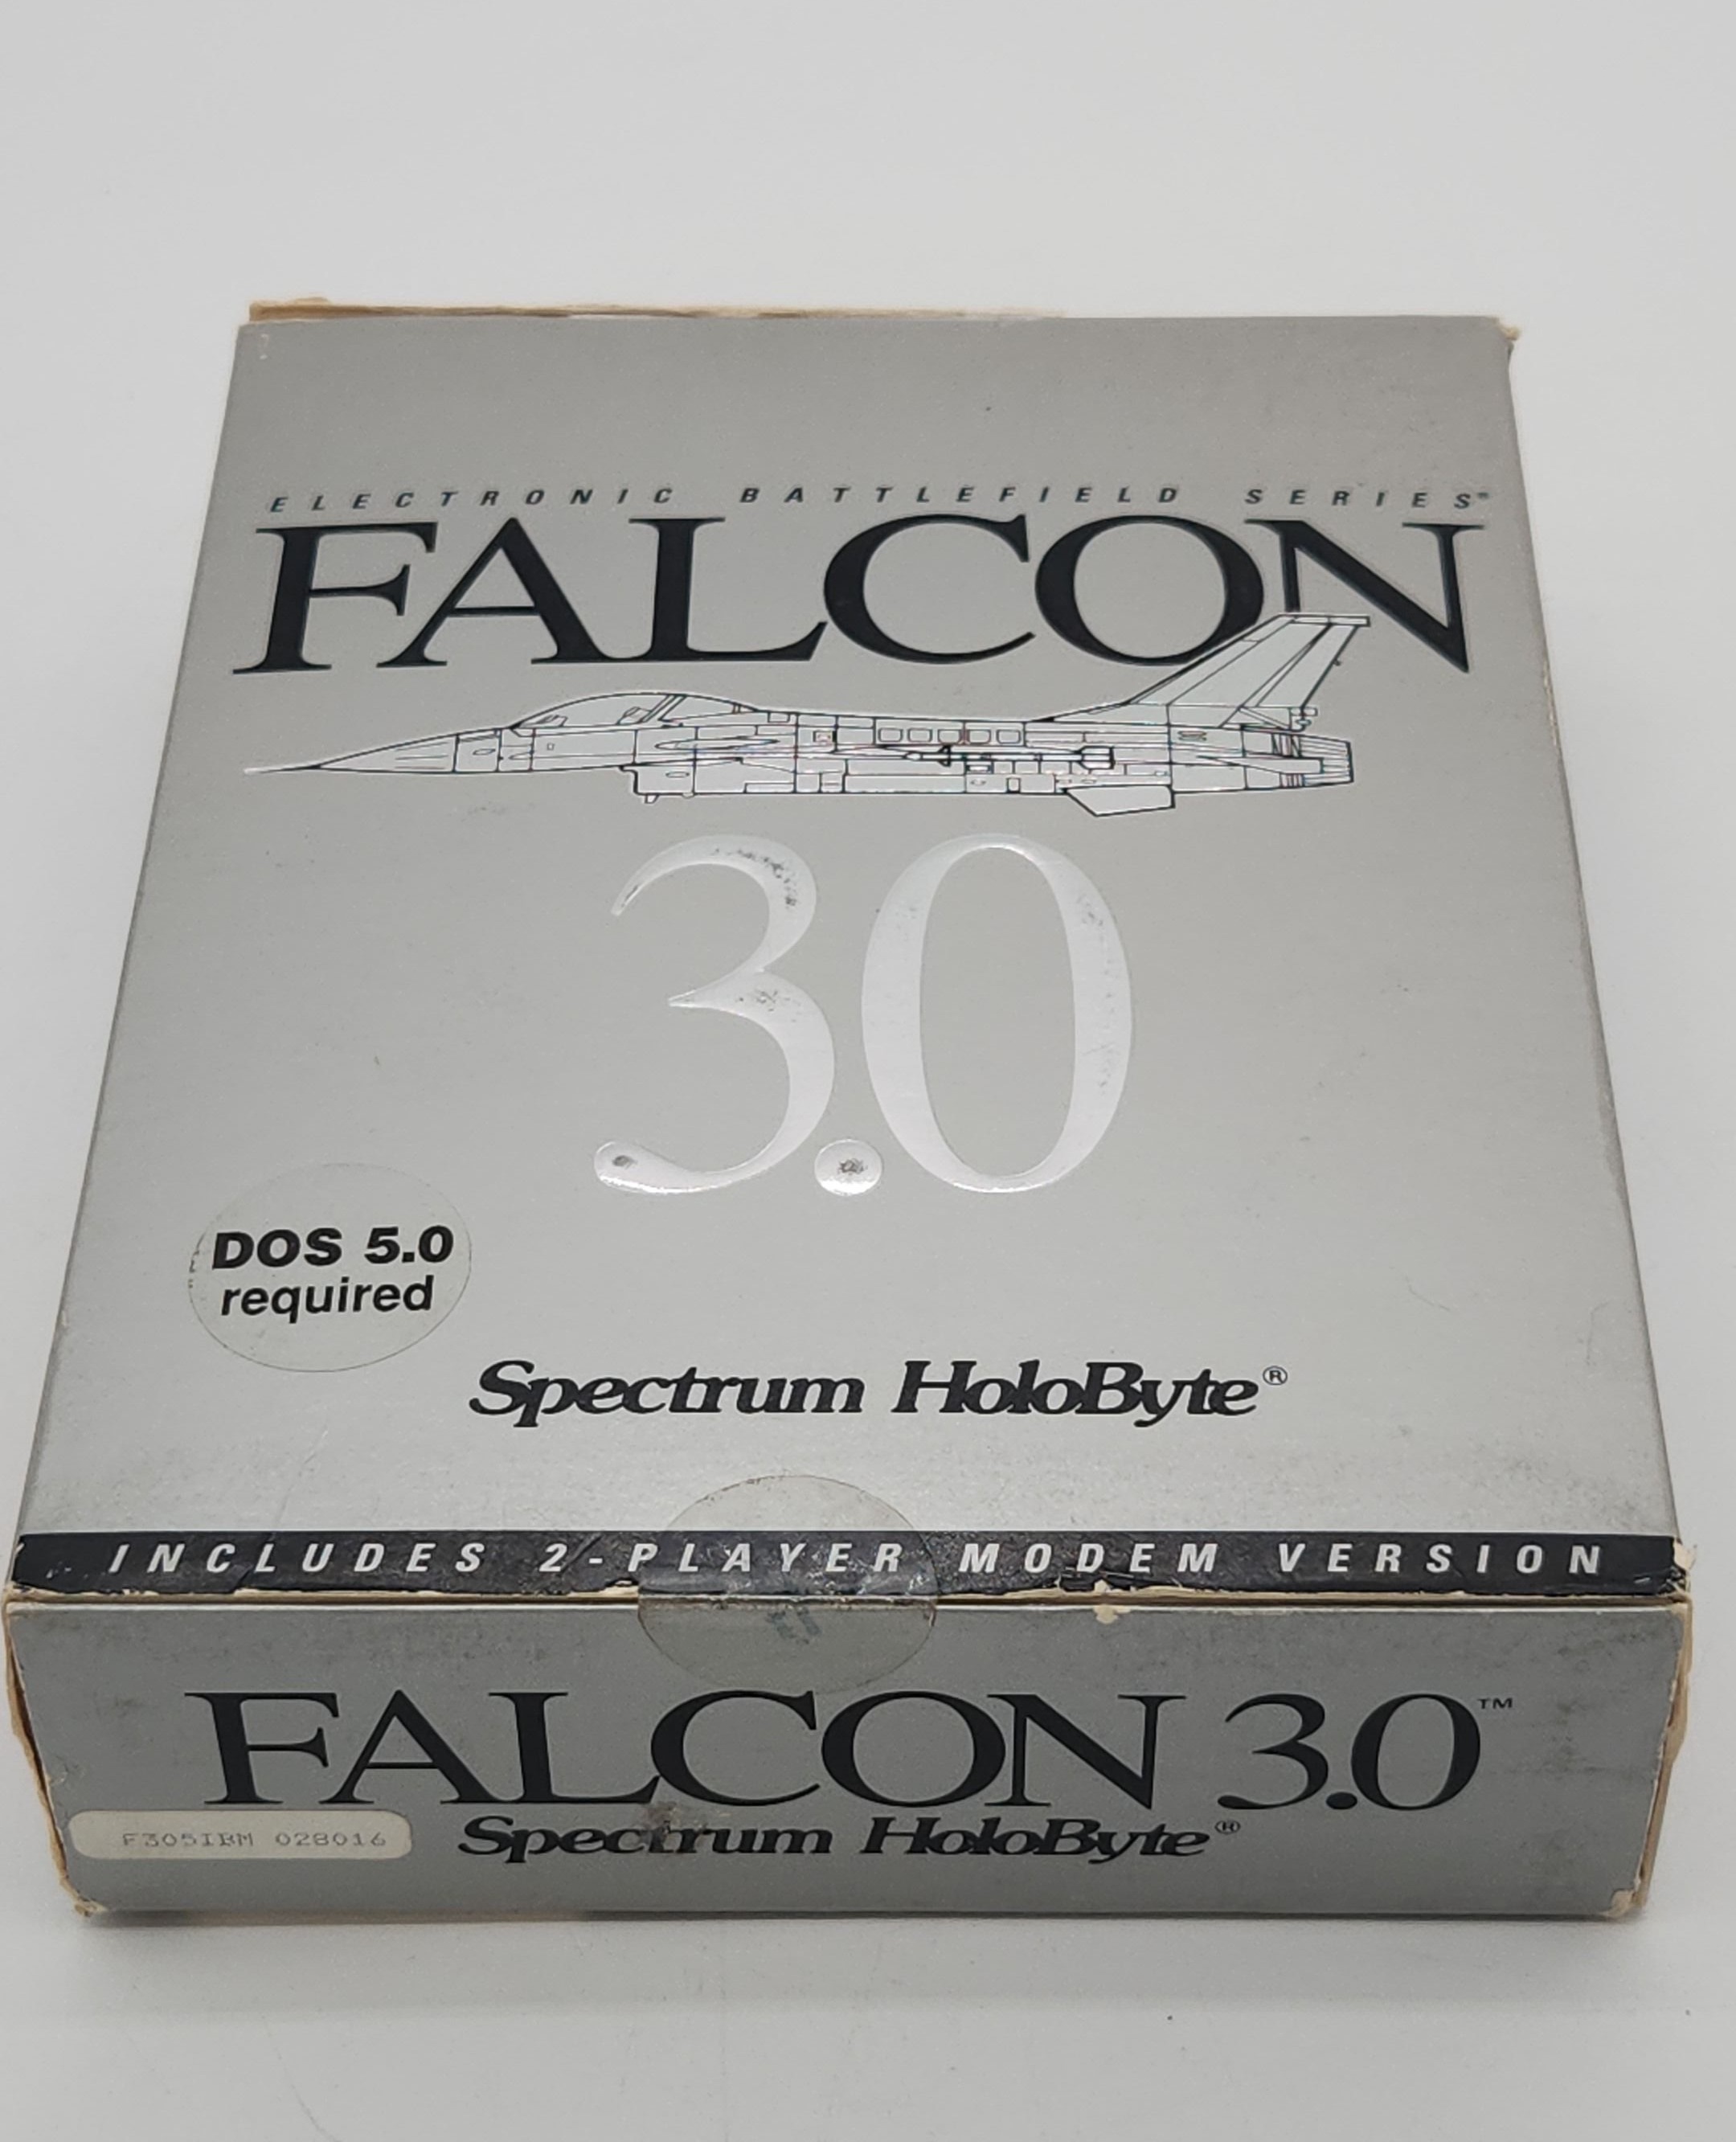 ELECTRONIC BATTLEFIELD SERIES®
FALCON
3.0
DOS 5.0
required
Spectrum HoloByte®
INCLUDES 2-PLAYER MODEM VERSION
FALCON 3.0™
F305IBM 028016
Spectrum HoloByte®